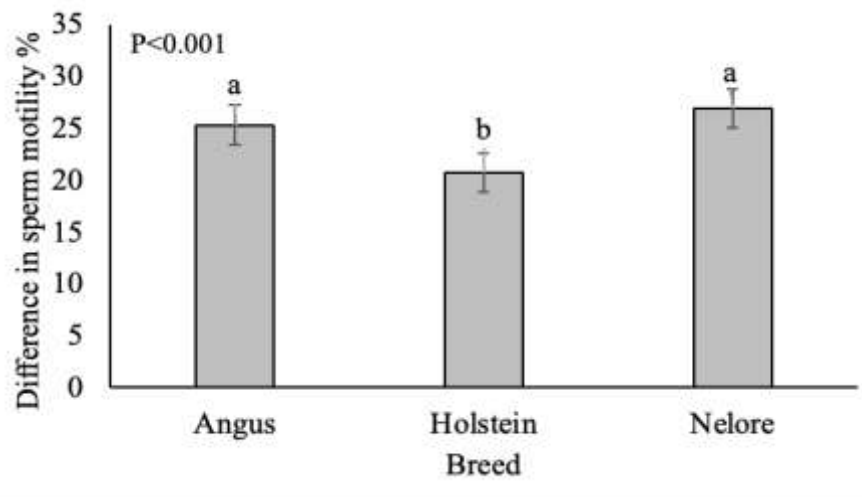 Difference in sperm motility %
35
30
25
20
15
10
5
0
P<0.001
a
b
a
Angus
Holstein
Nelore
Breed